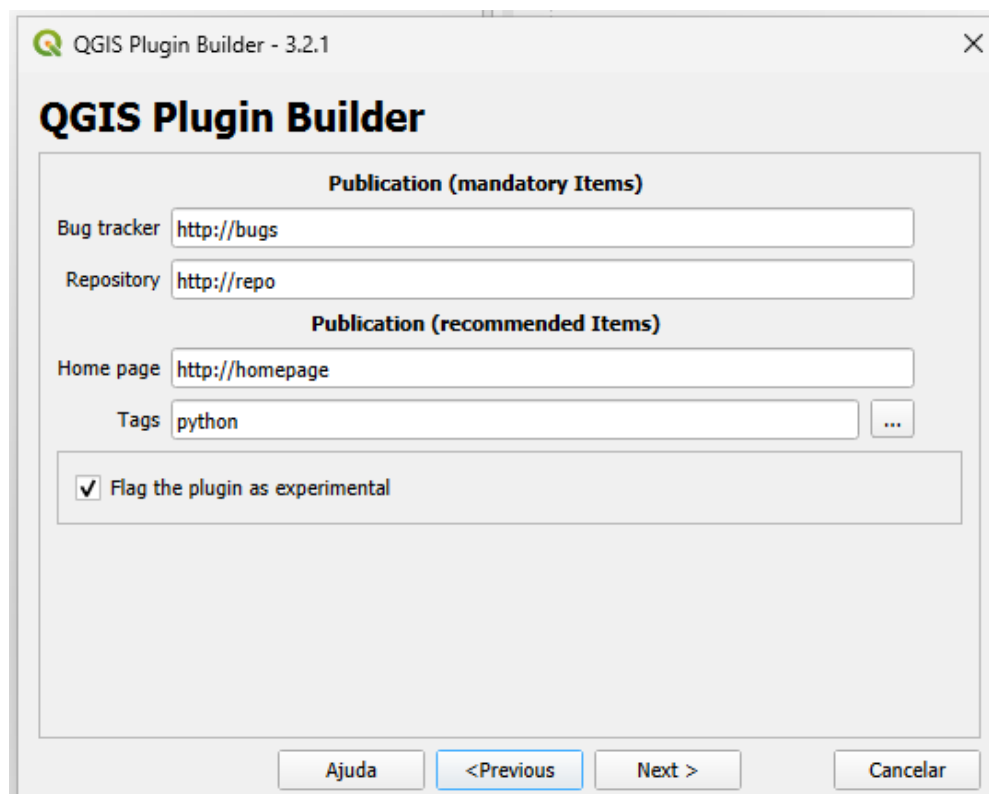 QGIS Plugin Builder - 3.2.1
QGIS Plugin Builder
Publication (mandatory Items)
Bug tracker http://bugs
Repository http://repo
Publication (recommended Items)
Home page http://homepage
Tags python ...
Flag the plugin as experimental
Ajuda <Previous Next > Cancelar